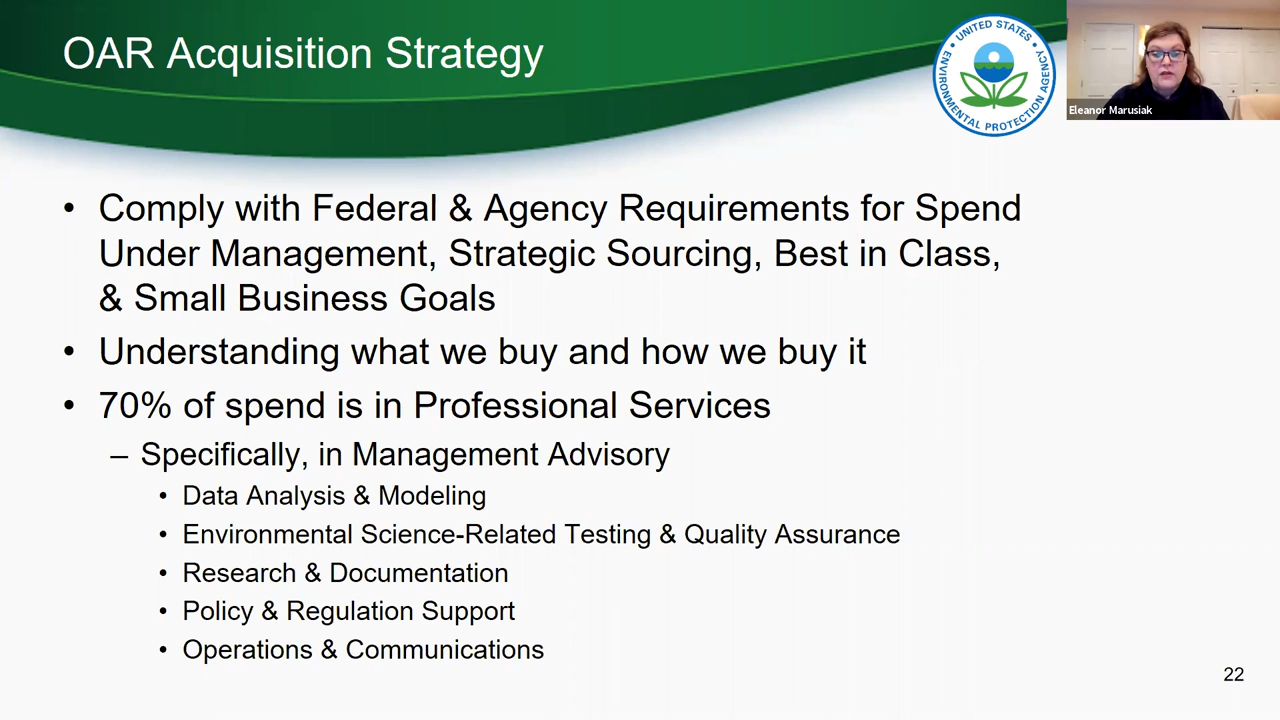 OAR Acquisition Strategy
UNITED STATES
ENVIRONMENTAL PROTECTION AGENCY
Eleanor Marusiak
• Comply with Federal & Agency Requirements for Spend
Under Management, Strategic Sourcing, Best in Class,
& Small Business Goals
• Understanding what we buy and how we buy it
• 70% of spend is in Professional Services
– Specifically, in Management Advisory
• Data Analysis & Modeling
• Environmental Science-Related Testing & Quality Assurance
• Research & Documentation
• Policy & Regulation Support
• Operations & Communications
22